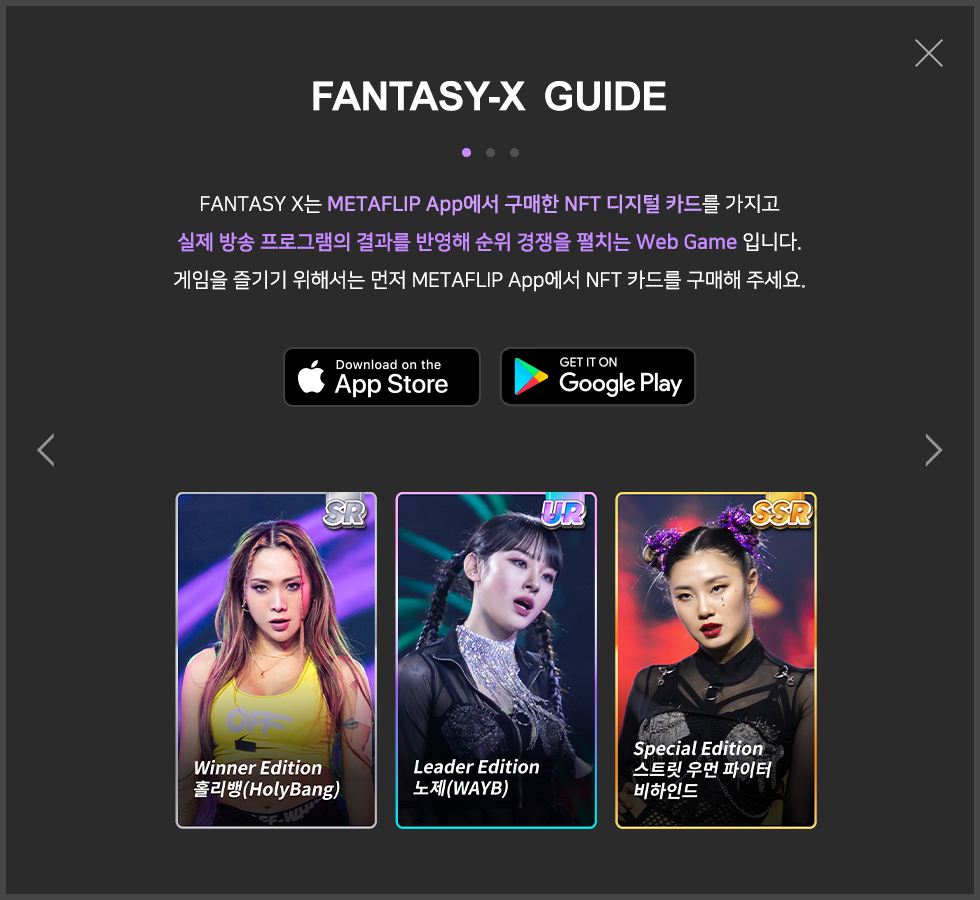 FANTASY-X GUIDE
FANTASY X는 METAFLIP App에서 구매한 NFT 디지털 카드를 가지고
실제 방송 프로그램의 결과를 반영해 순위 경쟁을 펼치는 Web Game 입니다.
게임을 즐기기 위해서는 먼저 METAFLIP App에서 NFT 카드를 구매해 주세요.
Download on the
App Store
GET IT ON
Google Play
SR
UR
SSR
OFF
Winner Edition
홀리뱅(HolyBang)
Leader Edition
노제(WAYB)
Special Edition
스트릿 우먼 파이터
비하인드